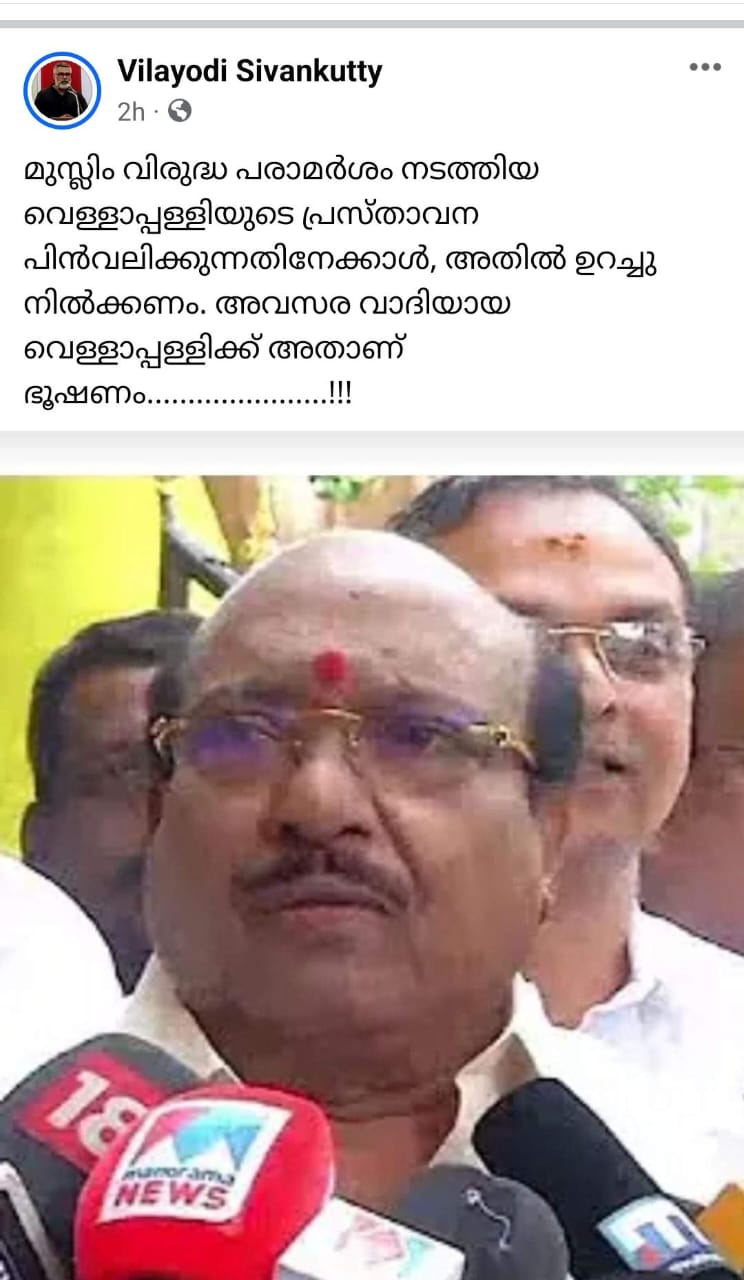 Vilayodi Sivankutty
2h ·
മുസ്ലിം വിരുദ്ധ പരാമർശം നടത്തിയ
വെള്ളാപ്പള്ളിയുടെ പ്രസ്താവന
പിൻവലിക്കുന്നതിനേക്കാൾ, അതിൽ ഉറച്ചു
നിൽക്കണം. അവസര വാദിയായ
വെള്ളാപ്പള്ളിക്ക് അതാണ്
ഭൂഷണം......................!!!
18
manorama
NEWS